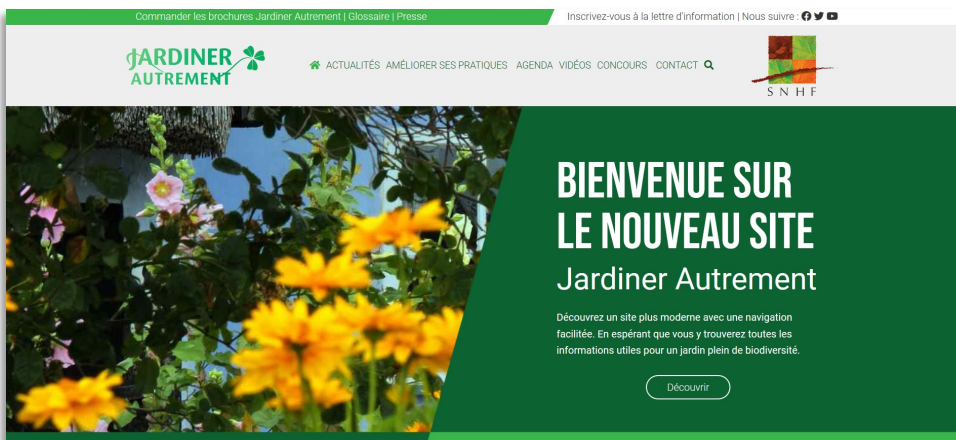 Commander les brochures Jardiner Autrement | Glossaire | Presse
Inscrivez-vous à la lettre d'information | Nous suivre :
JARDINER
AUTREMENT
ACTUALITÉS AMÉLIORER SES PRATIQUES AGENDA VIDÉOS CONCOURS CONTACT
SNHF
BIENVENUE SUR
LE NOUVEAU SITE
Jardiner Autrement
Découvrez un site plus moderne avec une navigation
facilitée. En espérant que vous y trouverez toutes les
informations utiles pour un jardin plein de biodiversité.
Découvrir